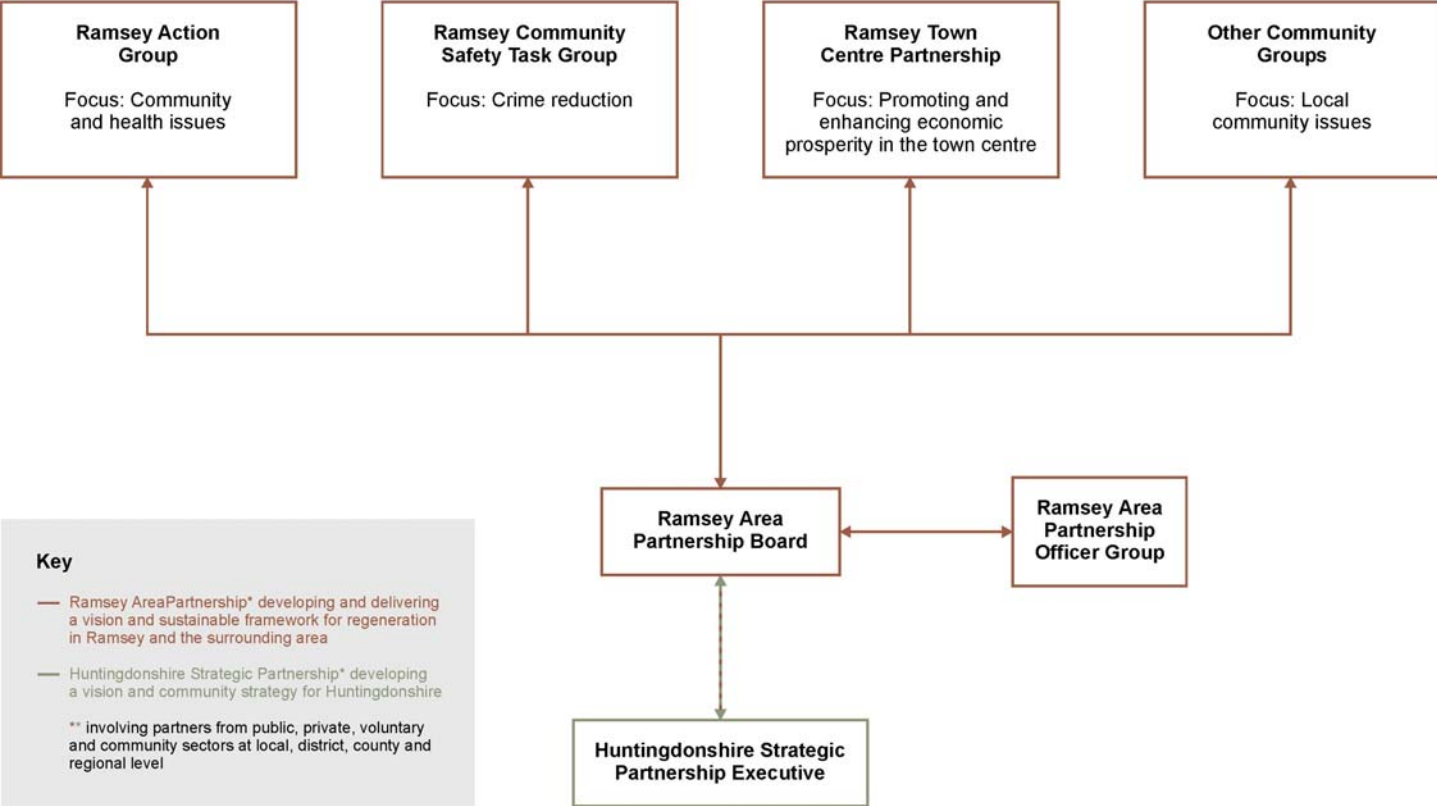 Ramsey Action
Group
Focus: Community
and health issues
Ramsey Community
Safety Task Group
Focus: Crime reduction
Ramsey Town
Centre Partnership
Focus: Promoting and
enhancing economic
prosperity in the town centre
Other Community
Groups
Focus: Local
community issues
Ramsey Area
Partnership Board
Ramsey Area
Partnership
Officer Group
Huntingdonshire Strategic
Partnership Executive
Key
Ramsey AreaPartnership* developing and delivering
a vision and sustainable framework for regeneration
in Ramsey and the surrounding area
Huntingdonshire Strategic Partnership* developing
a vision and community strategy for Huntingdonshire
** involving partners from public, private, voluntary
and community sectors at local, district, county and
regional level